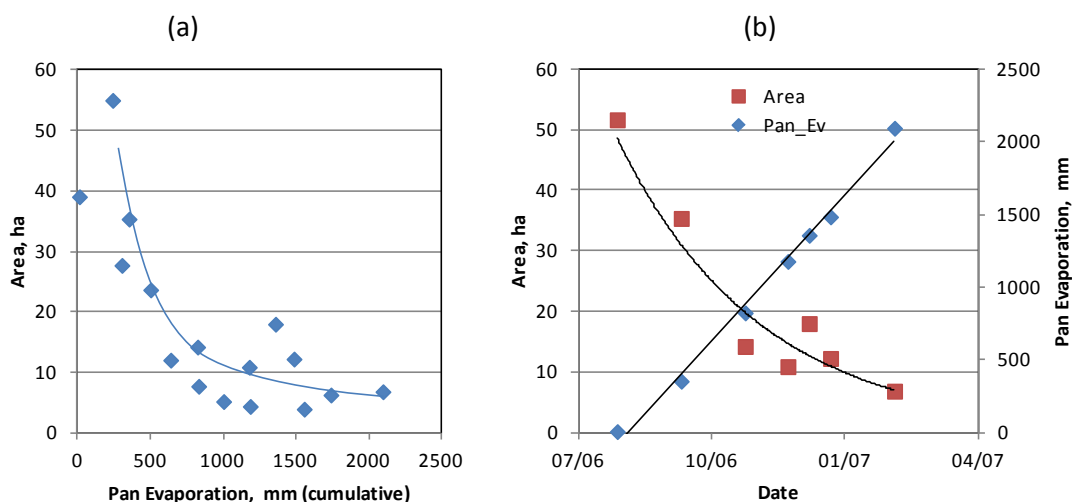 (a)
(b)
60
50
40
30
20
10
0
Area, ha
0 500 1000 1500 2000 2500
Pan Evaporation, mm (cumulative)
60
50
40
30
20
10
0
Area, ha
Area
Pan_Ev
2500
2000
1500
1000
500
0
Pan Evaporation, mm
07/06 10/06 01/07 04/07
Date